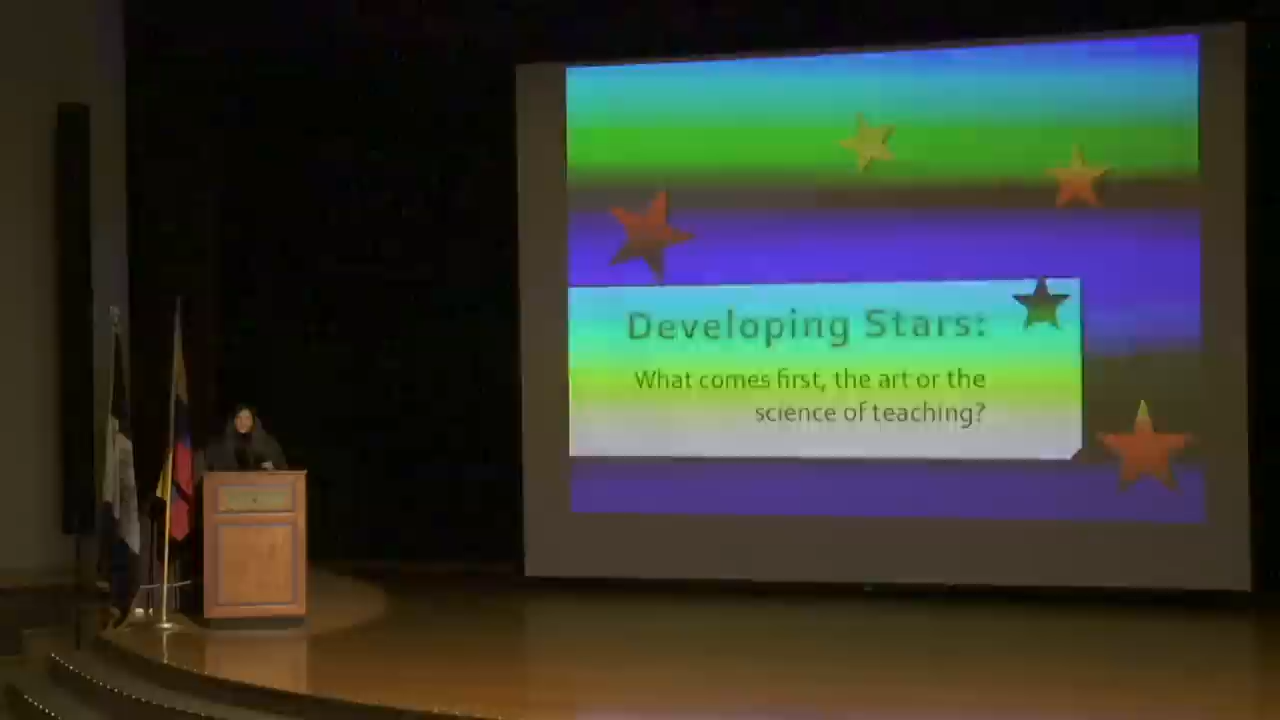 Developing Stars:
What comes first, the art or the
science of teaching?